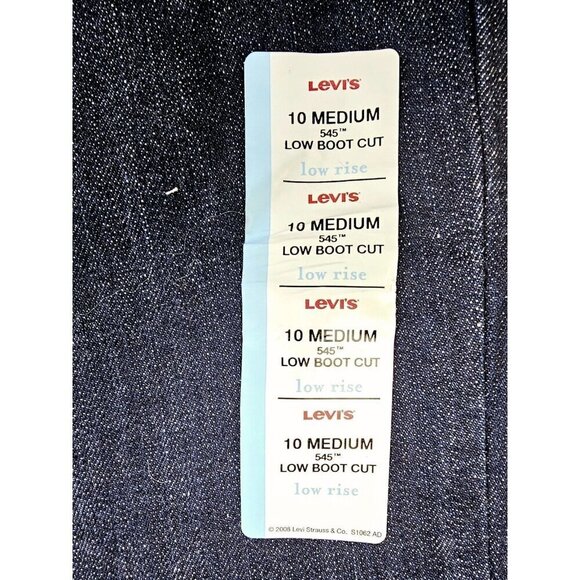 Levi's
10 MEDIUM
545™
LOW BOOT CUT
low rise
Levi's
10 MEDIUM
545™
LOW BOOT CUT
low rise
Levi's
10 MEDIUM
545™
LOW BOOT CUT
low rise
Levi's
10 MEDIUM
545™
LOW BOOT CUT
low rise
© 2006 Levi Strauss & Co. S1062 AD